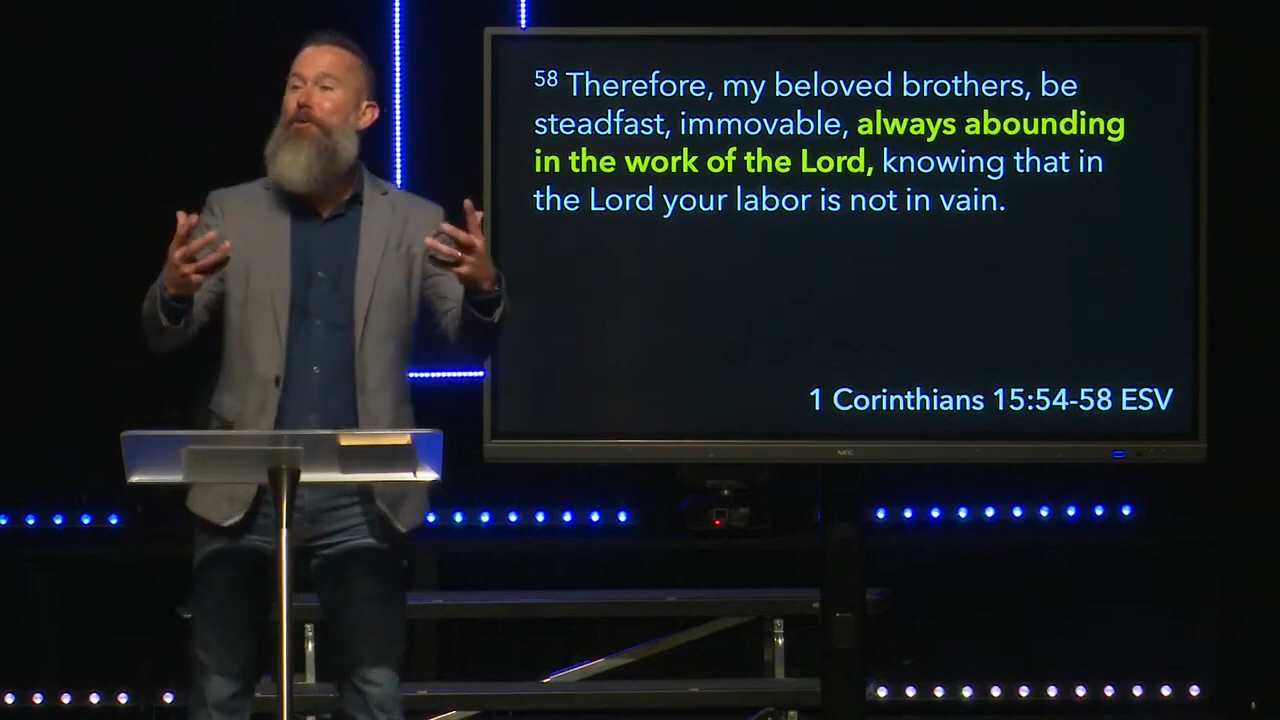 58 Therefore, my beloved brothers, be
steadfast, immovable, always abounding
in the work of the Lord, knowing that in
the Lord your labor is not in vain.
1 Corinthians 15:54-58 ESV
NEC